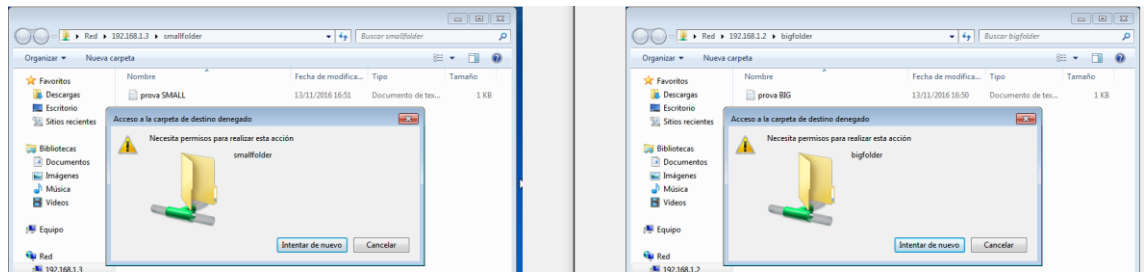 Red ▸ 192.168.1.3 ▸ smallfolder
Buscar smallfolder
Organizar
Nueva carpeta
Favoritos
Descargas
Escritorio
Sitios recientes
Bibliotecas
Documentos
Imágenes
Música
Vídeos
Equipo
Red
192.168.1.3
Nombre Fecha de modifica... Tipo Tamaño
prova SMALL 13/11/2016 16:51 Documento de tex... 1 KB
Acceso a la carpeta de destino denegado
Necesita permisos para realizar esta acción
smallfolder
Intentar de nuevo
Cancelar
Red ▸ 192.168.1.2 ▸ bigfolder
Buscar bigfolder
Organizar
Nueva carpeta
Favoritos
Descargas
Escritorio
Sitios recientes
Bibliotecas
Documentos
Imágenes
Música
Vídeos
Equipo
Red
192.168.1.2
Nombre Fecha de modifica... Tipo Tamaño
prova BIG 13/11/2016 16:50 Documento de tex... 1 KB
Acceso a la carpeta de destino denegado
Necesita permisos para realizar esta acción
bigfolder
Intentar de nuevo
Cancelar